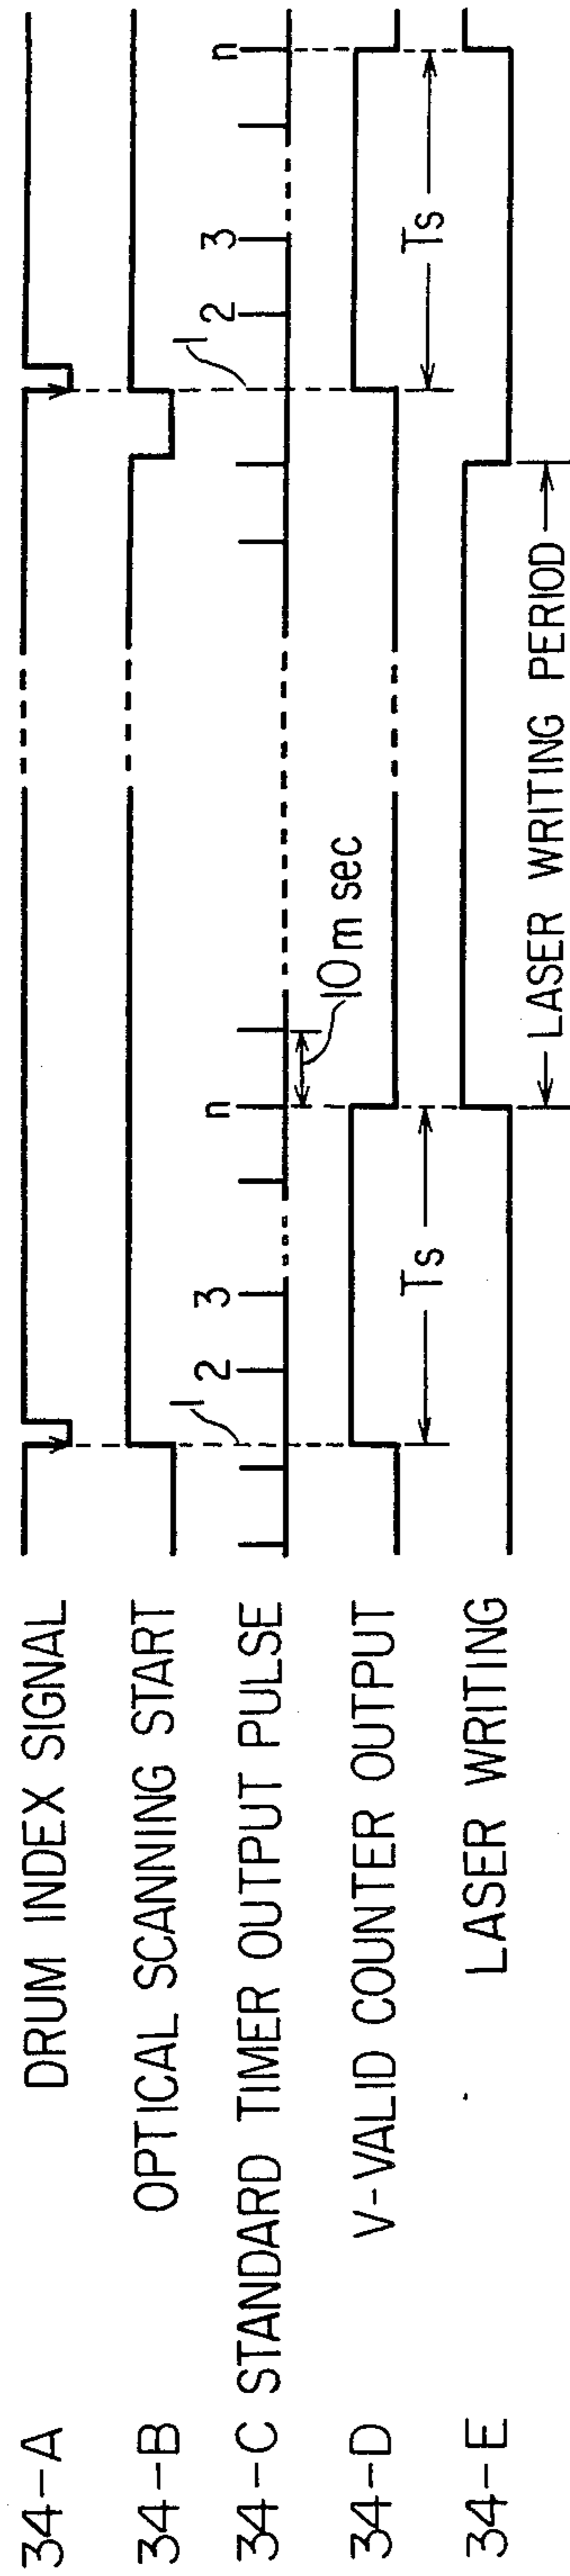 34-A DRUM INDEX SIGNAL
34-B OPTICAL SCANNING START
1 1
34-C STANDARD TIMER OUTPUT PULSE 2 3 n 2 3 n
10m sec
34-D V-VALID COUNTER OUTPUT
Ts Ts
34-E LASER WRITING
LASER WRITING PERIOD